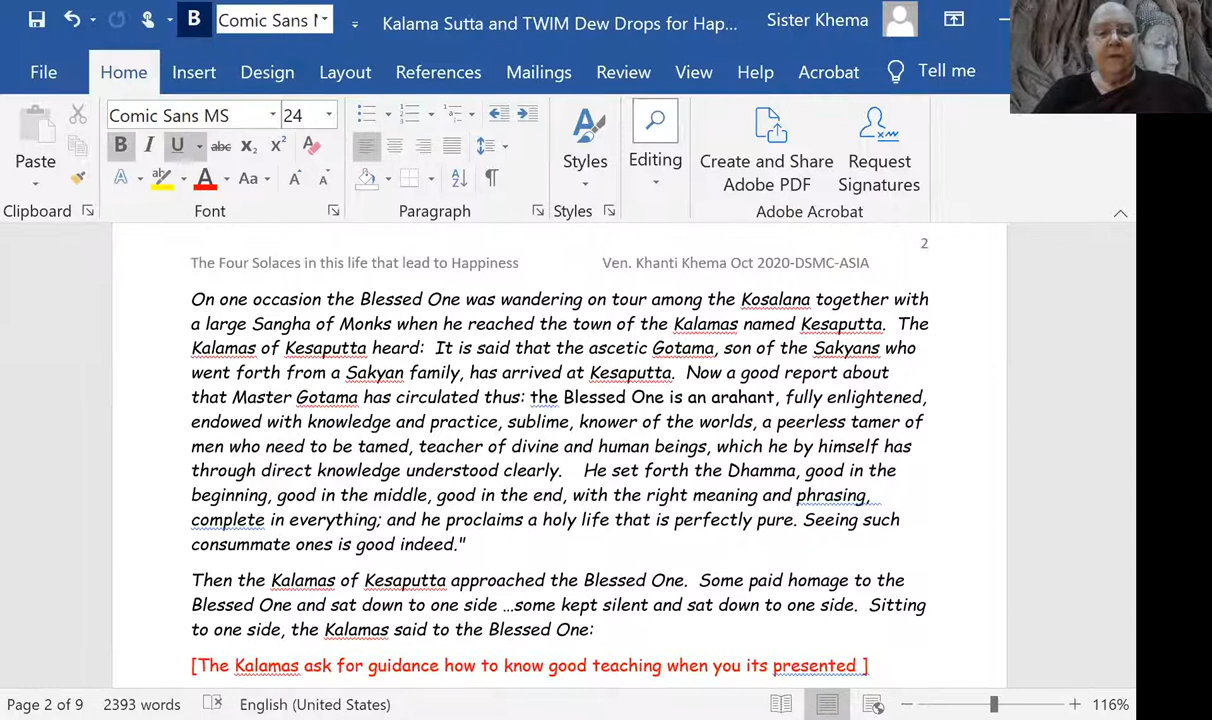 B
Comic Sans M
Kalama Sutta and TWIM Dew Drops for Hap...
Sister Khema
File
Home
Insert
Design
Layout
References
Mailings
Review
View
Help
Acrobat
Tell me
Paste
Comic Sans MS
24
B I U abc x₂ x²
A
A
Aa
A
A
Styles
Editing
Create and Share
Adobe PDF
Request
Signatures
Clipboard
Font
Paragraph
Styles
Adobe Acrobat
2
The Four Solaces in this life that lead to Happiness
Ven. Khanti Khema Oct 2020-DSMC-ASIA
On one occasion the Blessed One was wandering on tour among the Kosalana together with
a large Sangha of Monks when he reached the town of the Kalamas named Kesaputta. The
Kalamas of Kesaputta heard: It is said that the ascetic Gotama, son of the Sakyans who
went forth from a Sakyan family, has arrived at Kesaputta. Now a good report about
that Master Gotama has circulated thus: the Blessed One is an arahant, fully enlightened,
endowed with knowledge and practice, sublime, knower of the worlds, a peerless tamer of
men who need to be tamed, teacher of divine and human beings, which he by himself has
through direct knowledge understood clearly. He set forth the Dhamma, good in the
beginning, good in the middle, good in the end, with the right meaning and phrasing,
complete in everything; and he proclaims a holy life that is perfectly pure. Seeing such
consummate ones is good indeed."
Then the Kalamas of Kesaputta approached the Blessed One. Some paid homage to the
Blessed One and sat down to one side ...some kept silent and sat down to one side. Sitting
to one side, the Kalamas said to the Blessed One:
[The Kalamas ask for guidance how to know good teaching when you its presented ]
Page 2 of 9
2393 words
English (United States)
116%